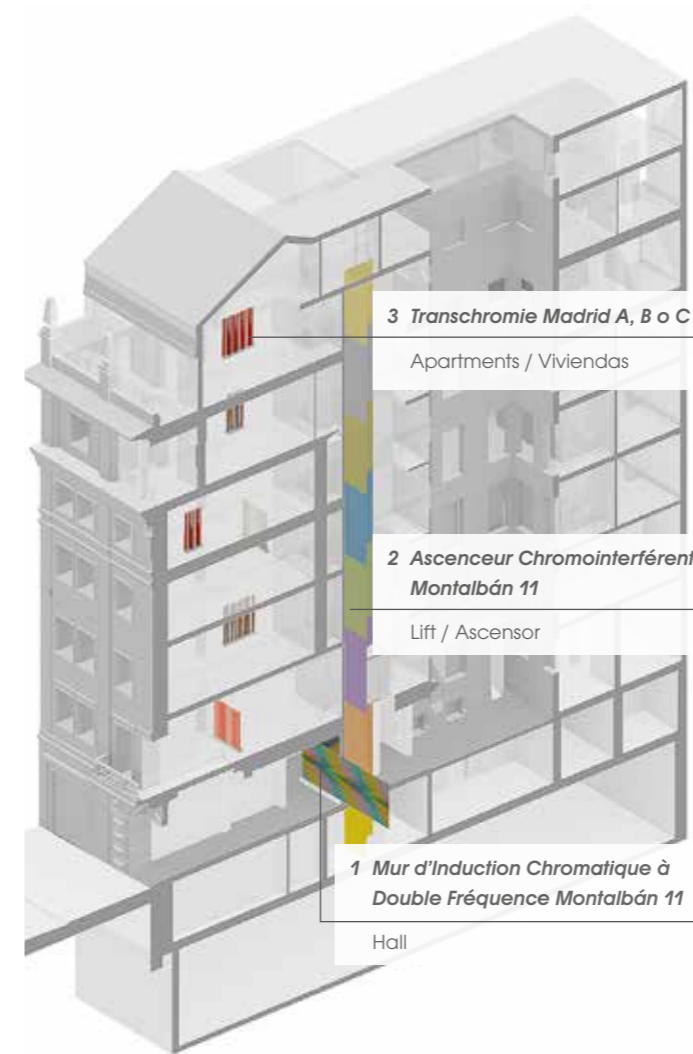 3 Transchromie Madrid A, B o C
Apartments / Viviendas
2 Ascenceur Chromointerférent
Montalbán 11
Lift / Ascensor
1 Mur d’Induction Chromatique à
Double Fréquence Montalbán 11
Hall